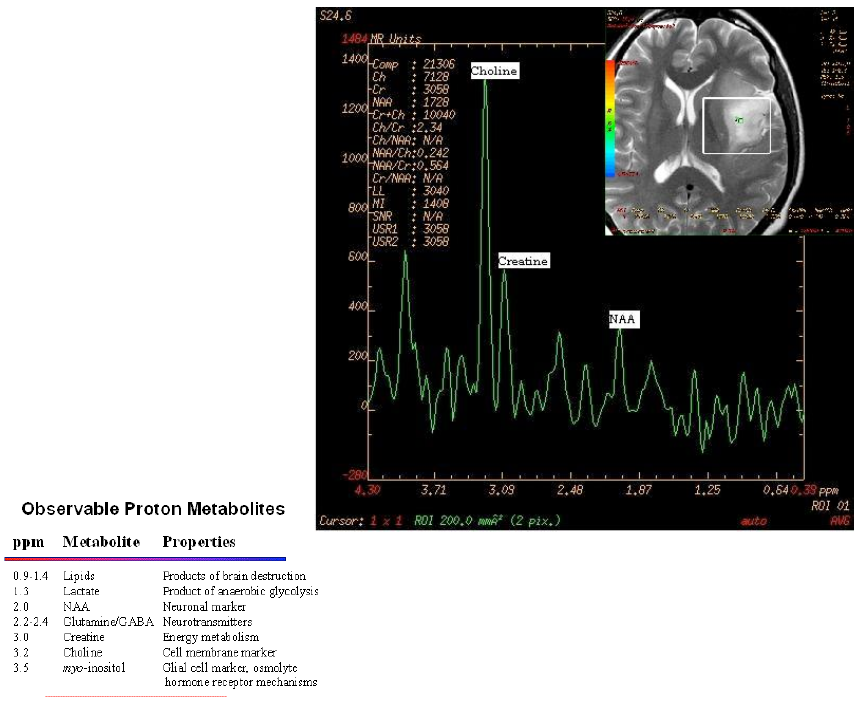 S24.6
1484 MR Units
1400
Comp : 21306
Ch : 7128
Cr : 3058
NAA : 1728
Cr+Ch : 10040
Ch/Cr :2.34
Ch/NAA: N/A
NAA/Ch:0.242
NAA/Cr:0.564
Cr/NAA: N/A
LL : 3040
MI : 1408
SNR : N/A
USR1 : 3058
USR2 : 3058
Choline
1200
1000
800
600
Creatine
400
NAA
200
0
-280
4.30 3.71 3.09 2.48 1.87 1.25 0.64 0.39 PPM
ROI 01
Cursor: 1 x 1 ROI 200.0 mmÂ² (2 pix.) auto AVG
Observable Proton Metabolites
ppm Metabolite Properties
0.9-1.4 Lipids Products of brain destruction
1.3 Lactate Product of anaerobic glycolysis
2.0 NAA Neuronal marker
2.2-2.4 Glutamine/GABA Neurotransmitters
3.0 Creatine Energy metabolism
3.2 Choline Cell membrane marker
3.5 myo-inositol Glial cell marker, osmolyte
hormone receptor mechanisms